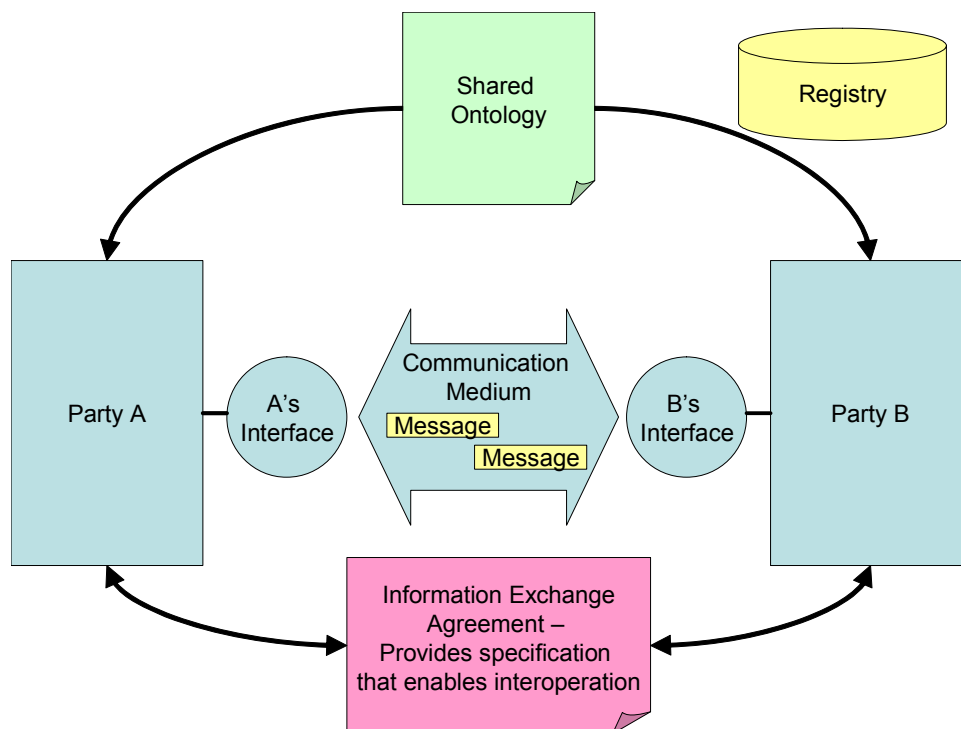 Shared
Ontology
Registry
Party A
A's
Interface
Communication
Medium
Message
Message
B's
Interface
Party B
Information Exchange
Agreement –
Provides specification
that enables interoperation